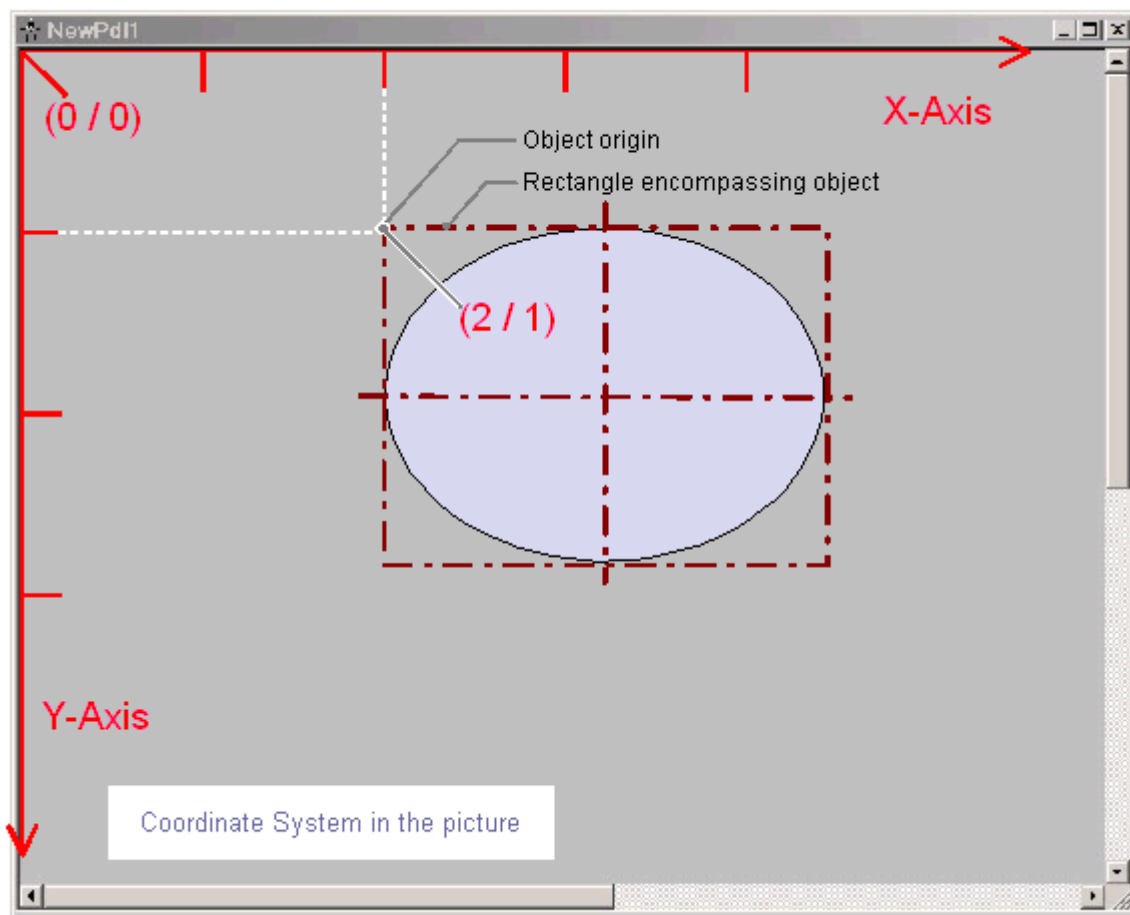 NewPdl1
(0 / 0)
X-Axis
Object origin
Rectangle encompassing object
(2 / 1)
Y-Axis
Coordinate System in the picture